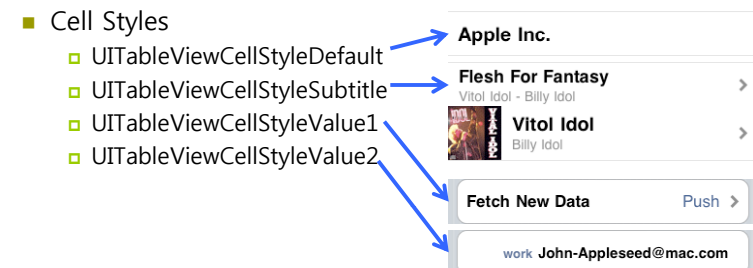 Cell Styles
UITableViewCellStyleDefault
UITableViewCellStyleSubtitle
UITableViewCellStyleValue1
UITableViewCellStyleValue2
Apple Inc.
Flesh For Fantasy
Vitol Idol - Billy Idol
Vitol Idol
Billy Idol
Fetch New Data Push
work John-Appleseed@mac.com